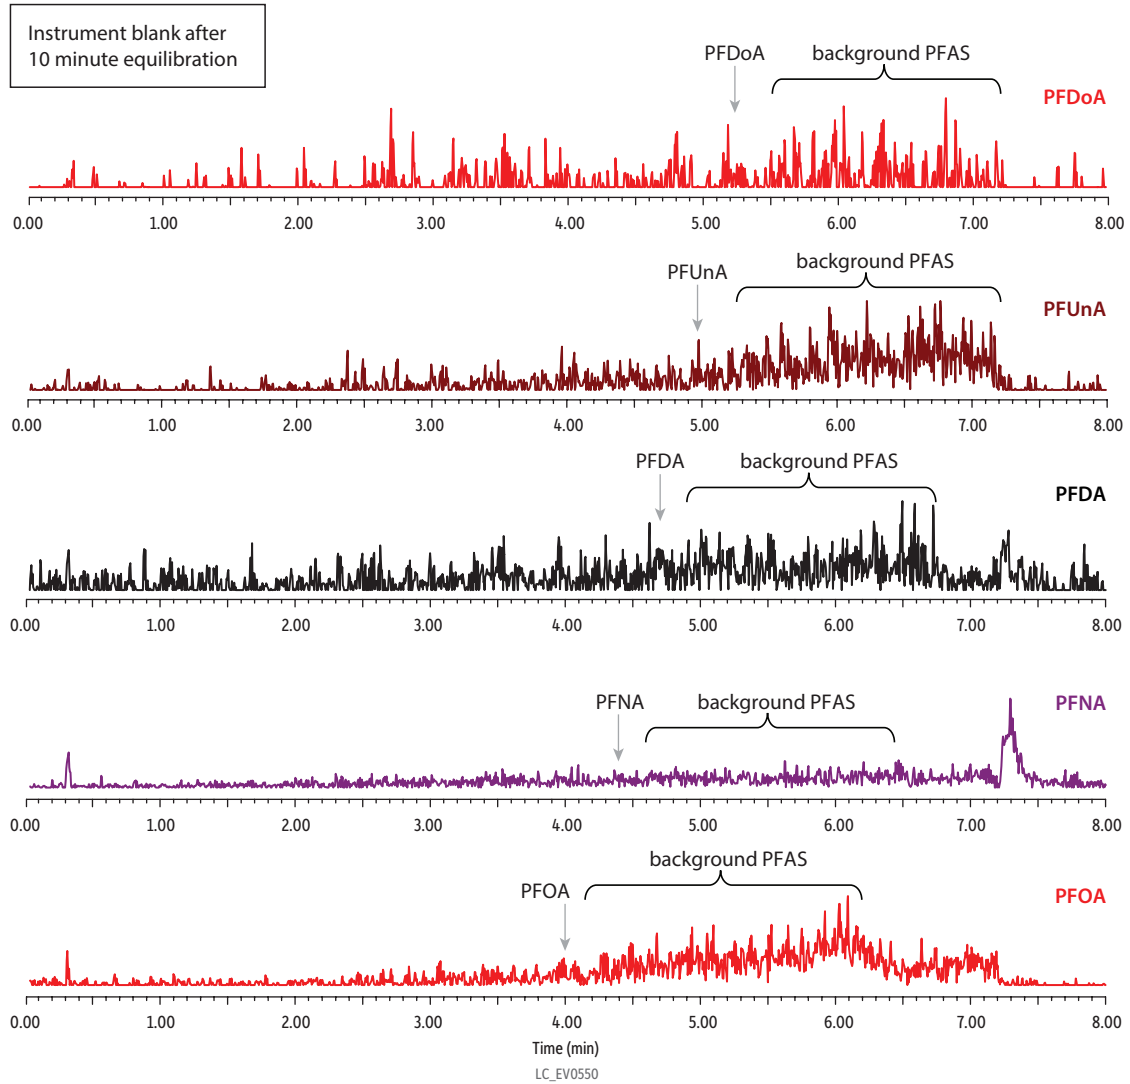 Instrument blank after
10 minute equilibration
PFDoA
background PFAS
PFDoA
0.00 1.00 2.00 3.00 4.00 5.00 6.00 7.00 8.00
PFUnA
background PFAS
PFUnA
0.00 1.00 2.00 3.00 4.00 5.00 6.00 7.00 8.00
PFDA
background PFAS
PFDA
0.00 1.00 2.00 3.00 4.00 5.00 6.00 7.00 8.00
PFNA
background PFAS
PFNA
0.00 1.00 2.00 3.00 4.00 5.00 6.00 7.00 8.00
PFOA
background PFAS
PFOA
0.00 1.00 2.00 3.00 4.00 5.00 6.00 7.00 8.00
Time (min)
LC_EV0550